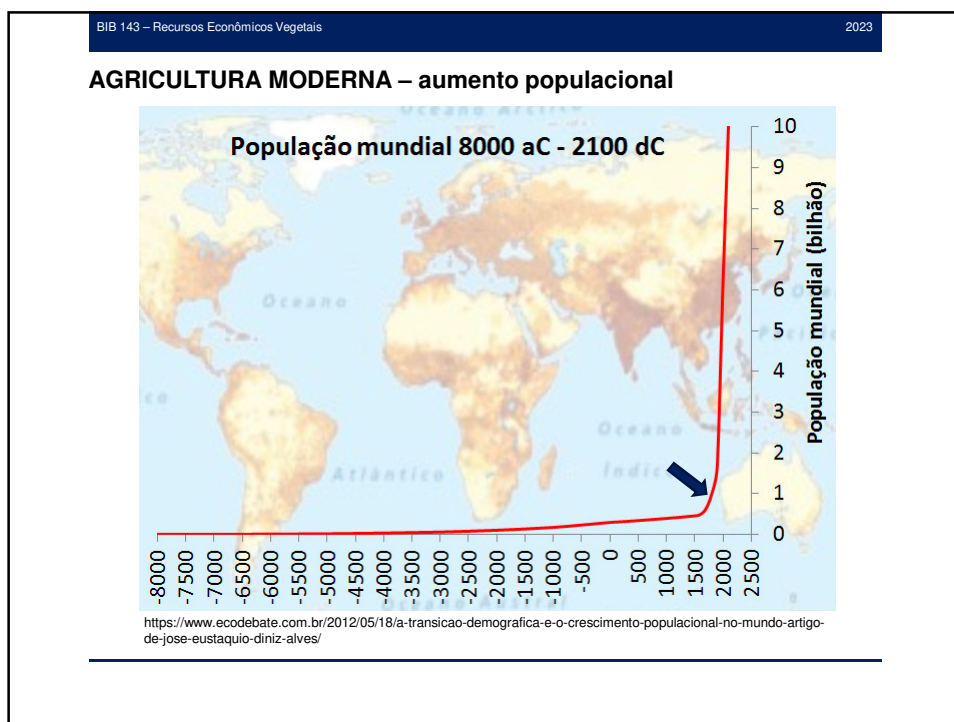 BIB 143 – Recursos Econômicos Vegetais 2023
AGRICULTURA MODERNA – aumento populacional
Oceano Ártico
População mundial 8000 aC - 2100 dC
10
9
8
7
6
5
4
3
2
1
0
População mundial (bilhão)
Oceano
Atlântico
Oceano
Índico
-8000
-7500
-7000
-6500
-6000
-5500
-5000
-4500
-4000
-3500
-3000
-2500
-2000
-1500
-1000
-500
0
500
1000
1500
2000
2500
Oceano Austral
https://www.ecodebate.com.br/2012/05/18/a-transicao-demografica-e-o-crescimento-populacional-no-mundo-artigo-
de-jose-eustaquio-diniz-alves/